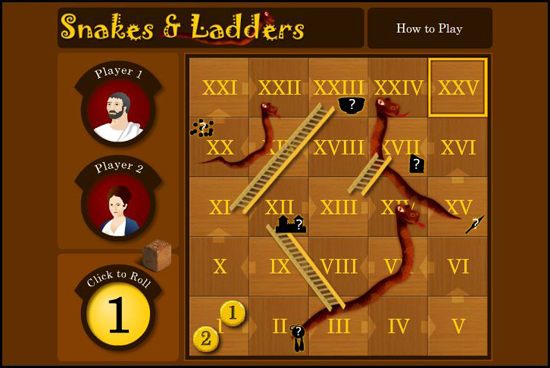 Snakes & Ladders
How to Play
Player 1
Player 2
Click to Roll
1
XXI XXII XXIII XXIV XXV
XX XVIII XVI
XI XII XIII XV
X IX VIII VI
I II III IV V
1
2
?
?
?
?
?
?